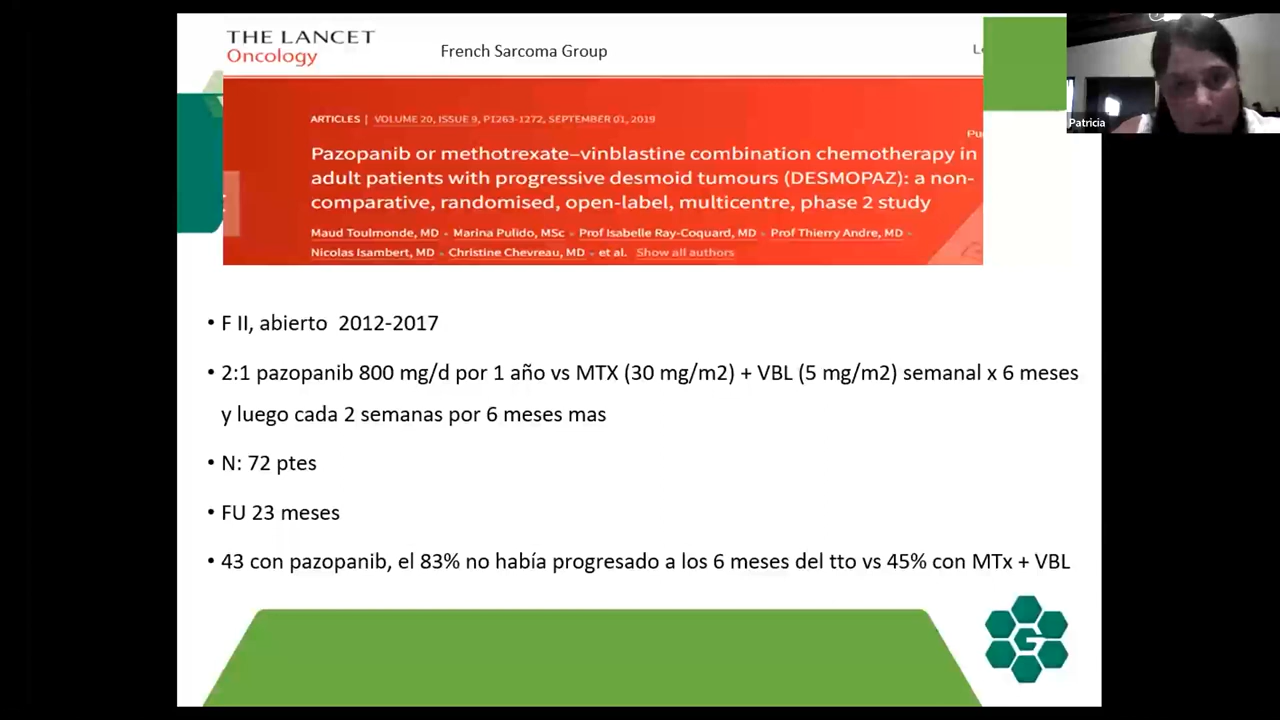 THE LANCET
Oncology
French Sarcoma Group
ARTICLES | VOLUME 20, ISSUE 9, P1263-1272, SEPTEMBER 01, 2019
Patricia
Pazopanib or methotrexate–vinblastine combination chemotherapy in
adult patients with progressive desmoid tumours (DESMOPAZ): a non-
comparative, randomised, open-label, multicentre, phase 2 study
Maud Toulmonde, MD • Marina Pulido, MSc • Prof Isabelle Ray-Coquard, MD • Prof Thierry Andre, MD •
Nicolas Isambert, MD • Christine Chevreau, MD • et al. Show all authors
• F II, abierto 2012-2017
• 2:1 pazopanib 800 mg/d por 1 año vs MTX (30 mg/m2) + VBL (5 mg/m2) semanal x 6 meses
y luego cada 2 semanas por 6 meses mas
• N: 72 ptes
• FU 23 meses
• 43 con pazopanib, el 83% no había progresado a los 6 meses del tto vs 45% con MTx + VBL
G